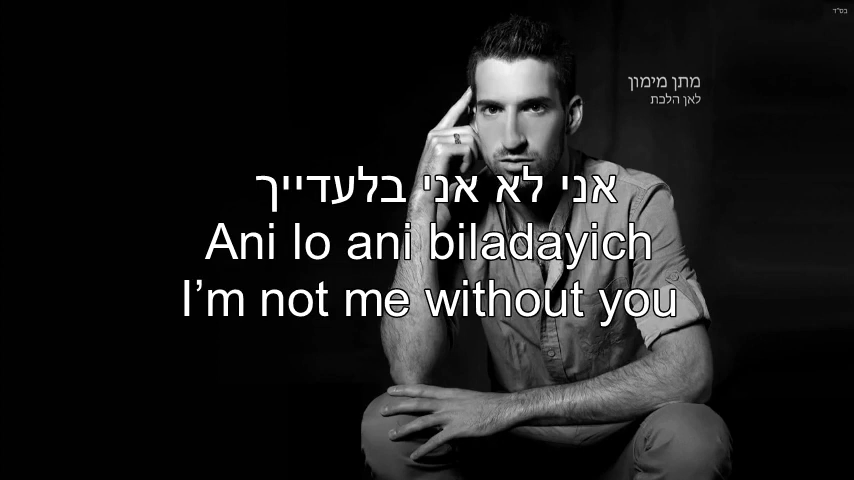 בס"ד
מתן מימון
לאן הלכת
אני לא אני בלעדייך
Ani lo ani biladayich
I’m not me without you